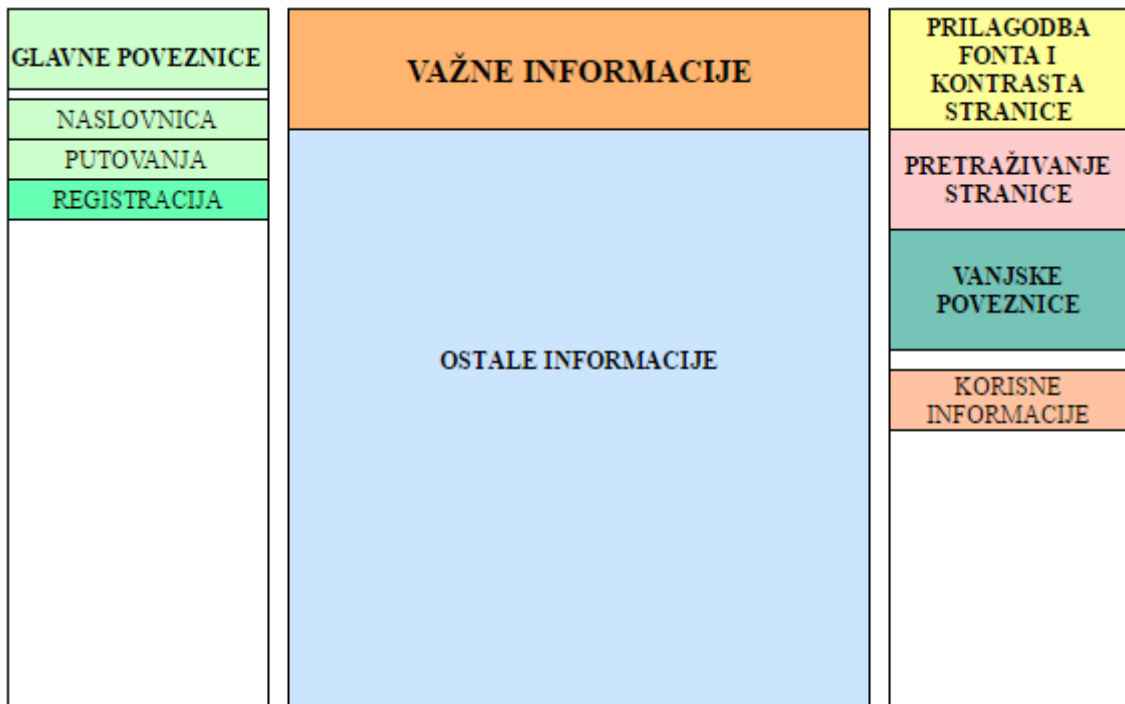 GLAVNE POVEZNICE
NASLOVNICA
PUTOVANJA
REGISTRACIJA
VAŽNE INFORMACIJE
OSTALE INFORMACIJE
PRILAGODBA
FONTA I
KONTRASTA
STRANICE
PRETRAŽIVANJE
STRANICE
VANJSKE
POVEZNICE
KORISNE
INFORMACIJE